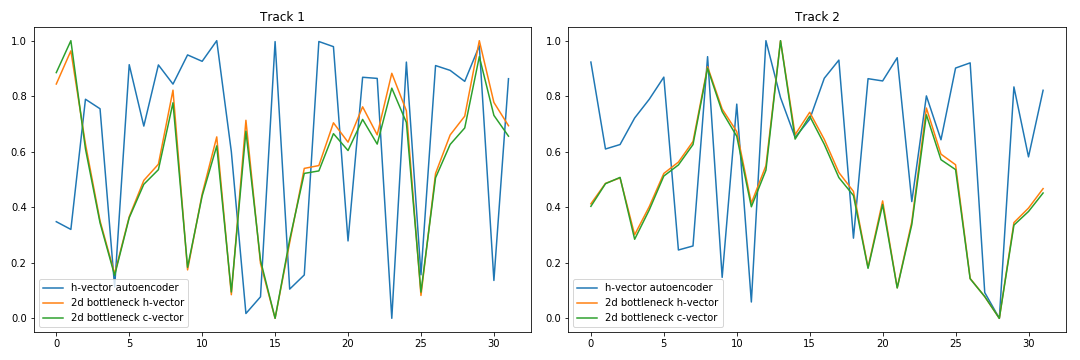 Track 1
1.0
0.8
0.6
0.4
0.2
0.0
h-vector autoencoder
2d bottleneck h-vector
2d bottleneck c-vector
0 5 10 15 20 25 30
Track 2
1.0
0.8
0.6
0.4
0.2
0.0
h-vector autoencoder
2d bottleneck h-vector
2d bottleneck c-vector
0 5 10 15 20 25 30